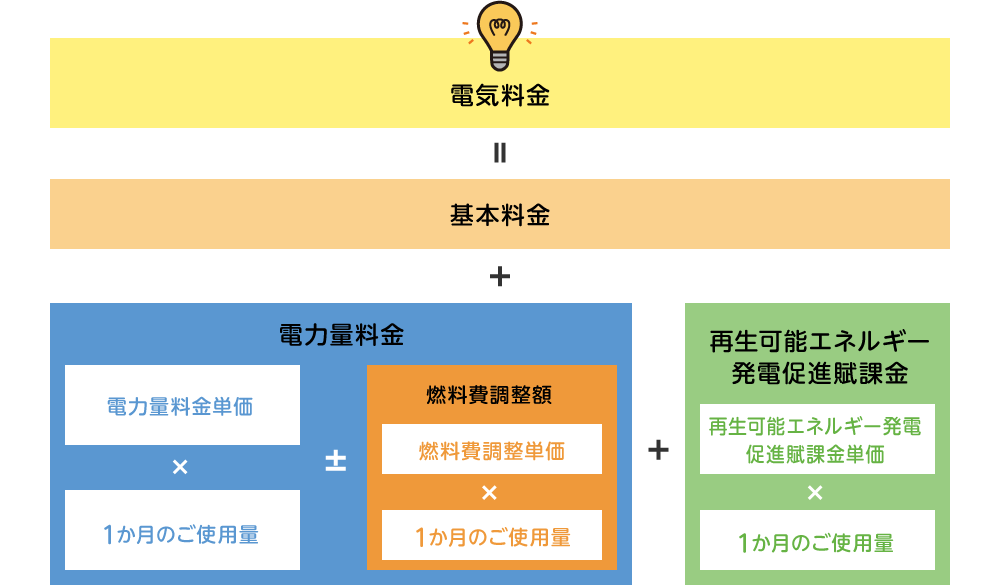 電気料金
=
基本料金
+
電力量料金
電力量料金単価
×
1か月のご使用量
±
燃料費調整額
燃料費調整単価
×
1か月のご使用量
+
再生可能エネルギー
発電促進賦課金
再生可能エネルギー発電
促進賦課金単価
×
1か月のご使用量